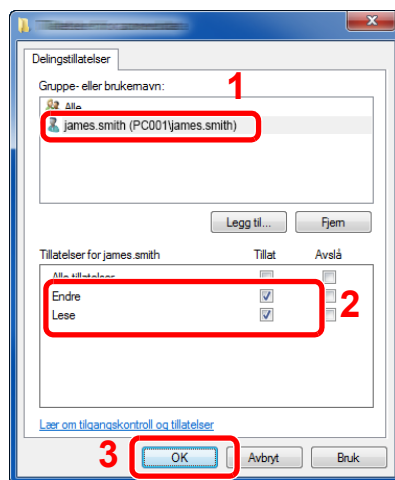 Delingstillatelser
Gruppe- eller brukernavn:
1
Alle
james.smith (PC001\james.smith)
Legg til...
Fjern
Tillatelser for james.smith Tillat Avslå
Alle tillatelser
Endre
Lese
2
Lær om tilgangskontroll og tillatelser
3
OK
Avbryt
Bruk